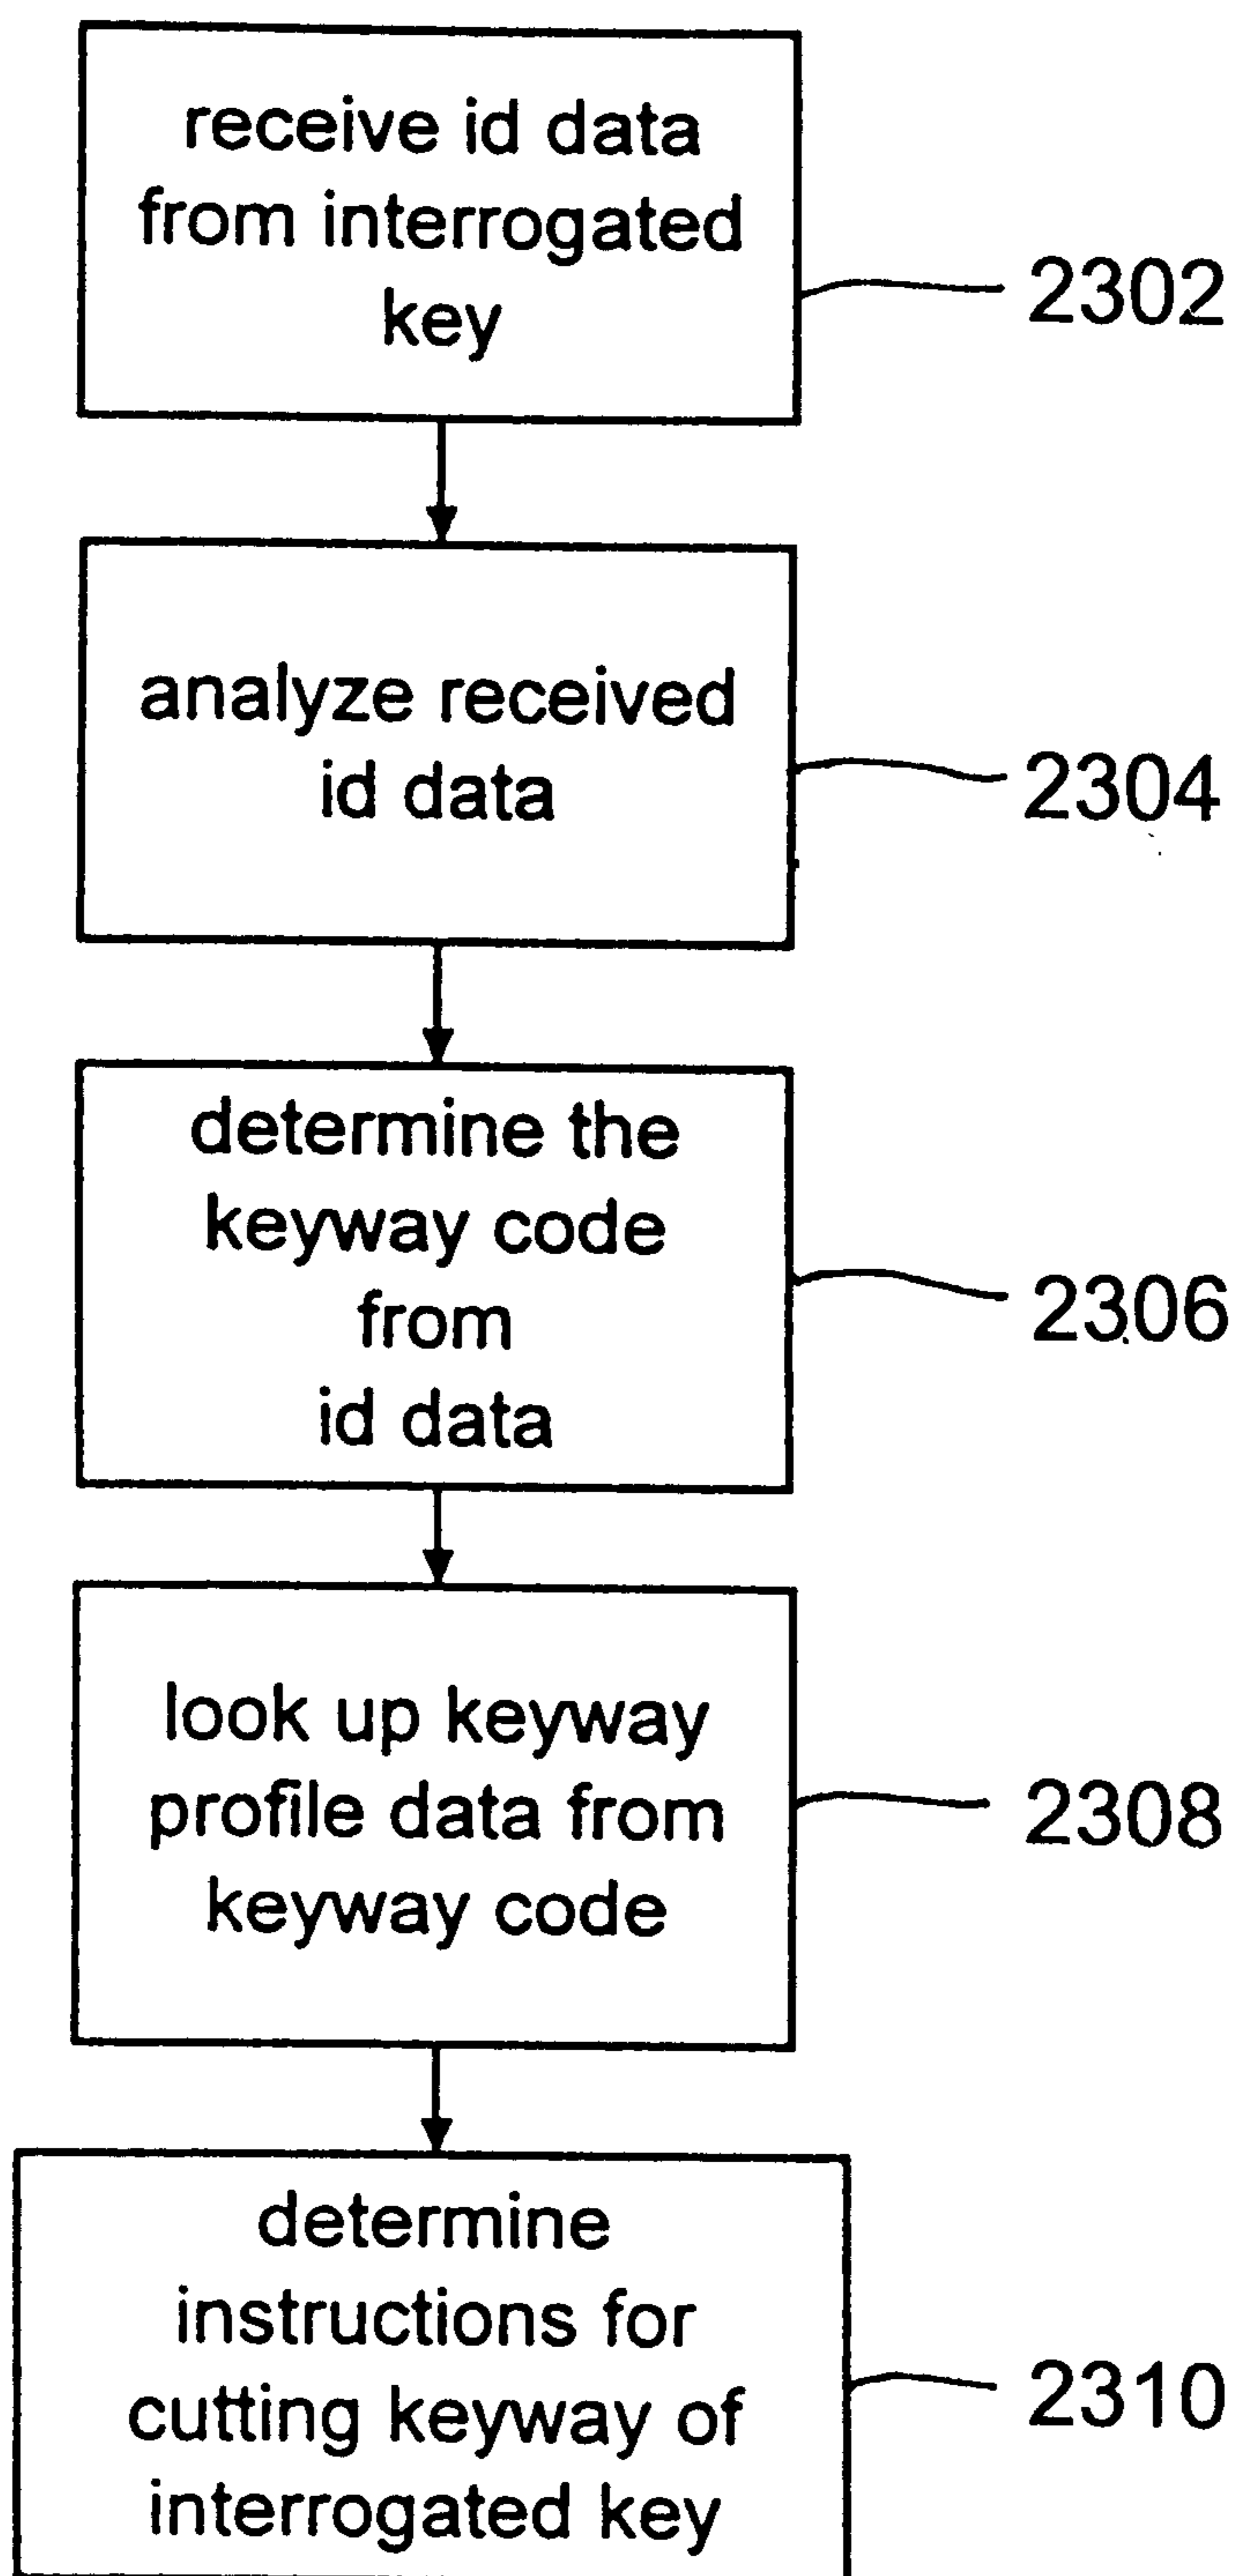 receive id data
from interrogated
key
2302
analyze received
id data
2304
determine the
keyway code
from
id data
2306
look up keyway
profile data from
keyway code
2308
determine
instructions for
cutting keyway of
interrogated key
2310